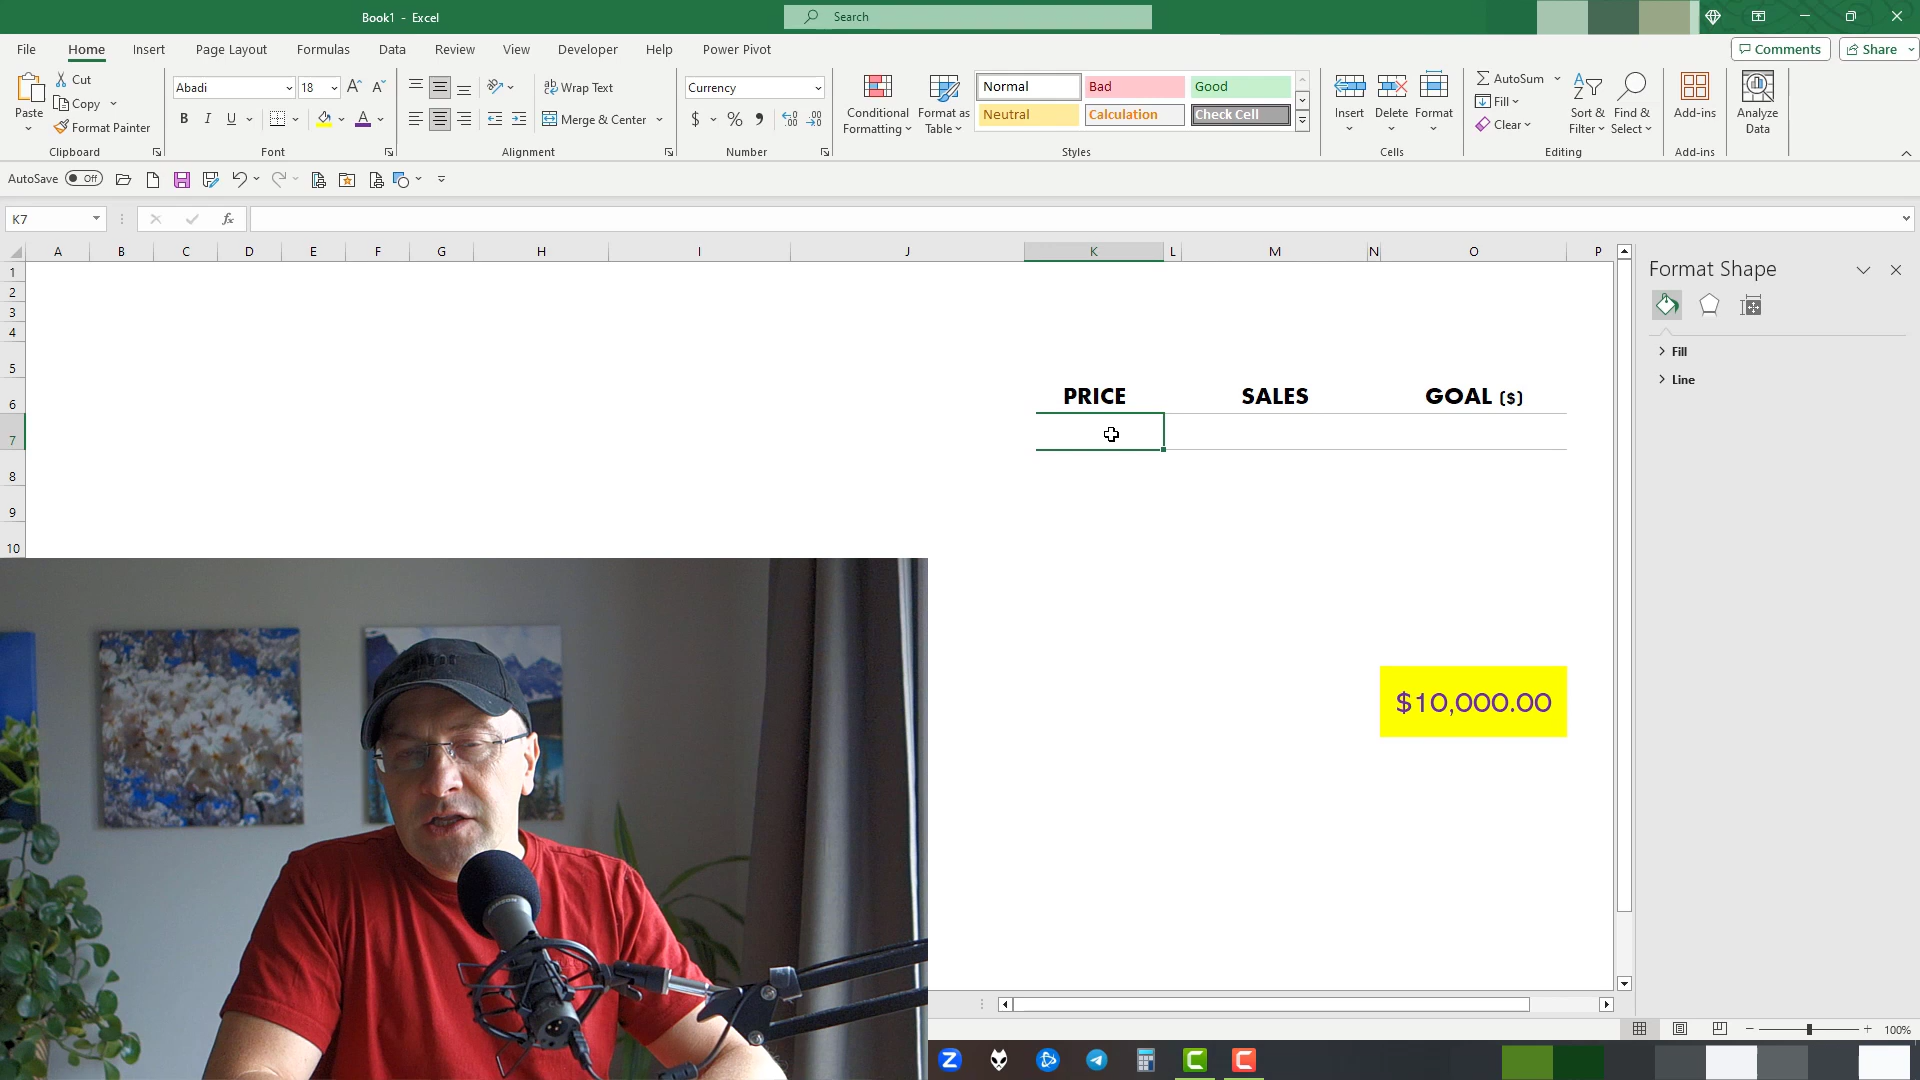 Book1 - Excel
Search
File Home Insert Page Layout Formulas Data Review View Developer Help Power Pivot
Comments Share
Paste
Cut
Copy
Format Painter
Clipboard
Abadi 18
B I U A
Font
Wrap Text
Merge & Center
Alignment
Currency
$ %
Number
Conditional Formatting
Format as Table
Normal Bad Good
Neutral Calculation Check Cell
Styles
Insert Delete Format
Cells
AutoSum
Fill
Clear
Sort & Filter
Find & Select
Editing
Add-ins
Add-ins
Analyze Data
AutoSave Off
K7 fx
A B C D E F G H I J K L M N O P
1
2
3
4
5
6 PRICE SALES GOAL ($)
7
8
9
10
$10,000.00
Format Shape
Fill
Line
SAMSON
100%
Z
C C